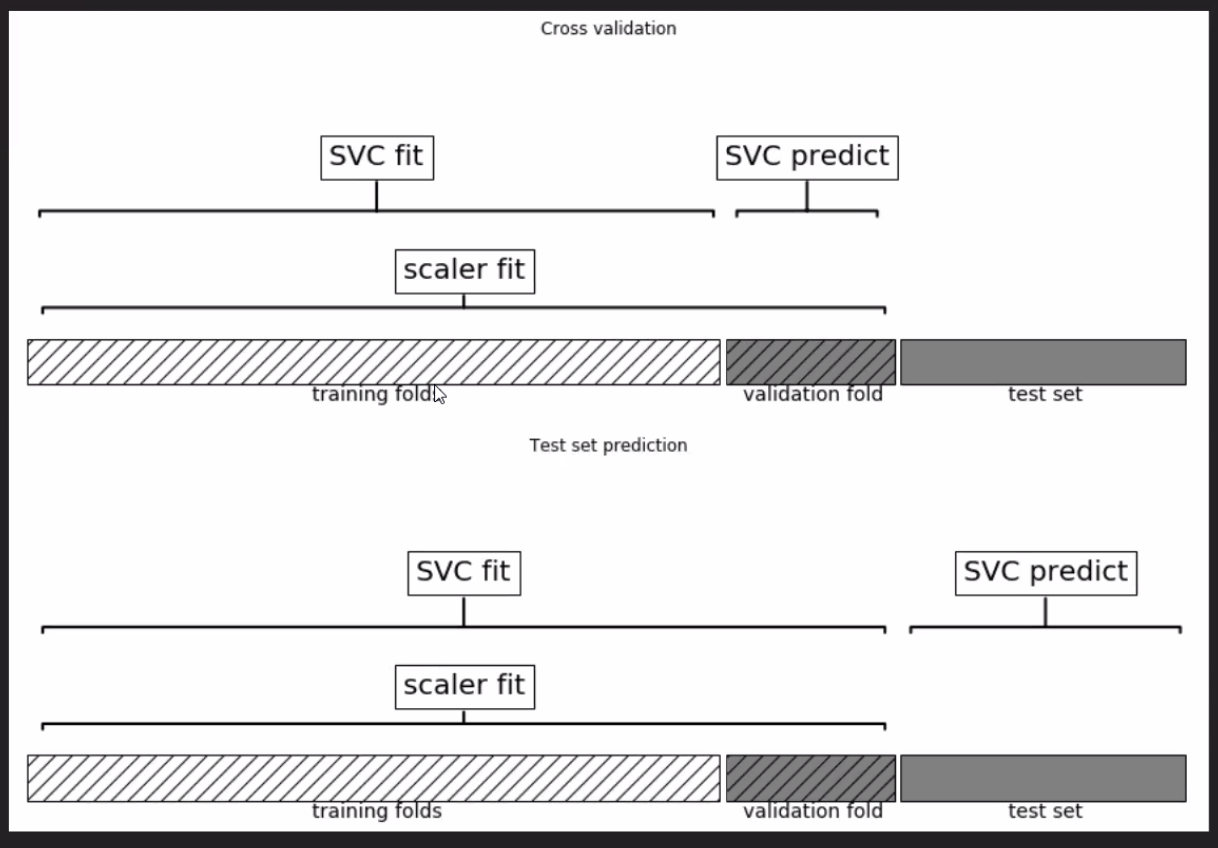 Cross validation
SVC fit
SVC predict
scaler fit
training folds
validation fold
test set
Test set prediction
SVC fit
SVC predict
scaler fit
training folds
validation fold
test set